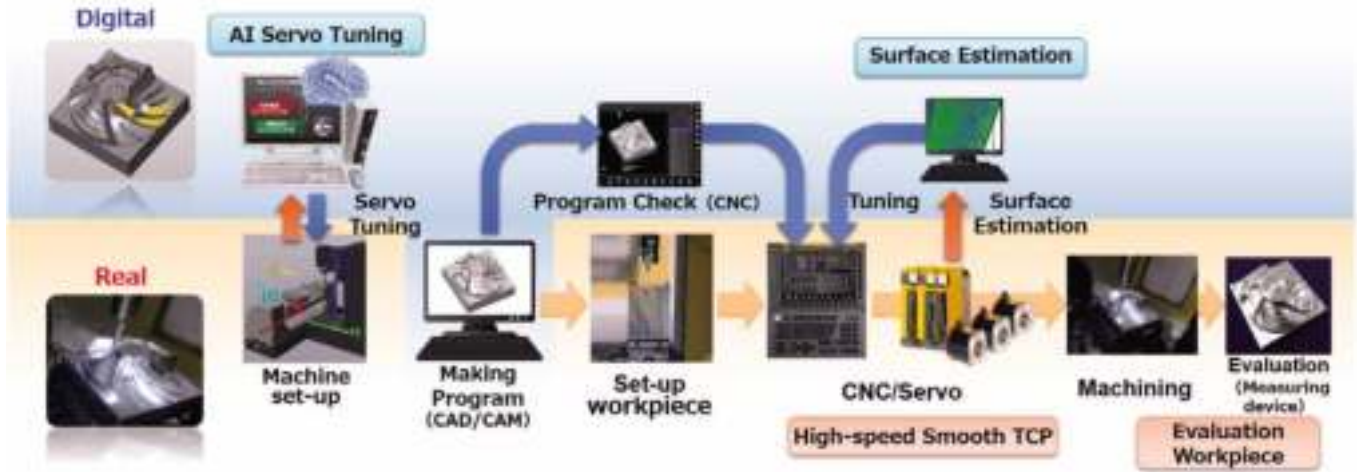 Digital
AI Servo Tuning
Surface Estimation
Servo
Tuning
Program Check (CNC)
Tuning
Surface
Estimation
Real
Machine
set-up
Making
Program
(CAD/CAM)
Set-up
workpiece
CNC/Servo
Machining
Evaluation
(Measuring
device)
High-speed Smooth TCP
Evaluation
Workpiece